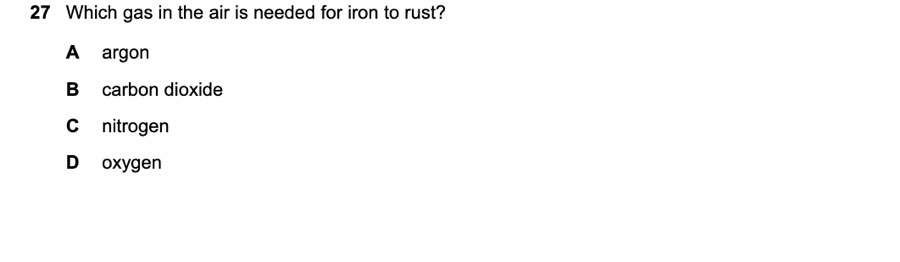 27 Which gas in the air is needed for iron to rust?
A argon
B carbon dioxide
C nitrogen
D oxygen